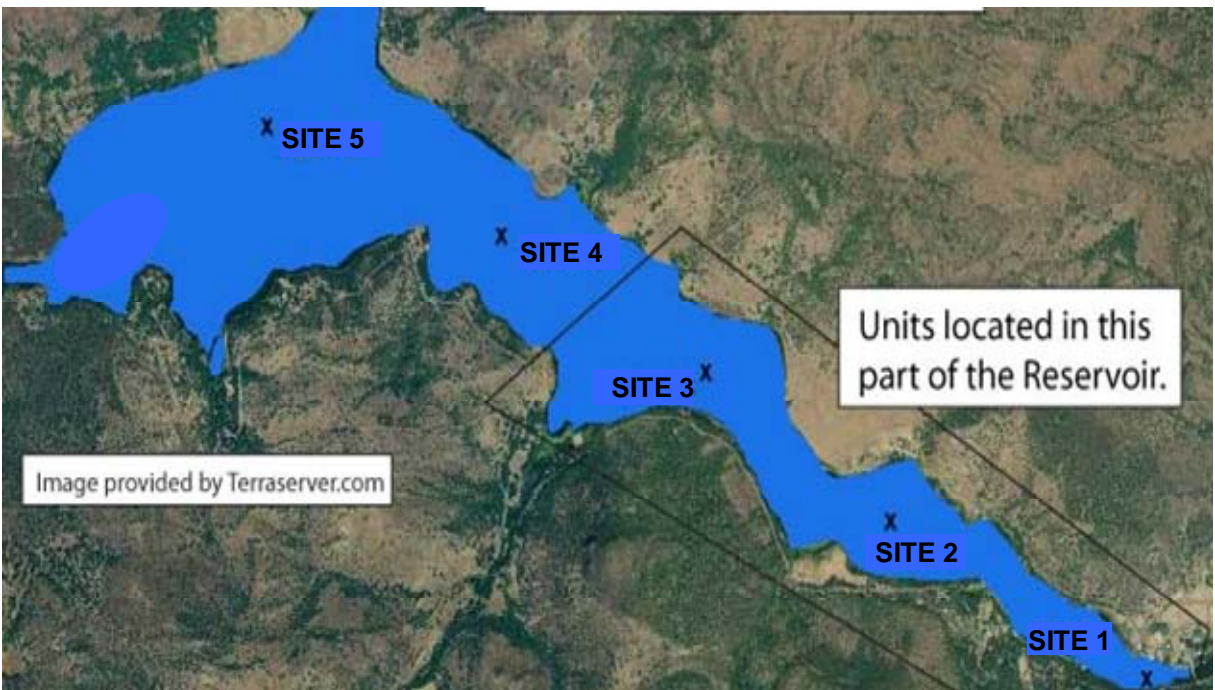 SITE 5
SITE 4
Units located in this
part of the Reservoir.
SITE 3
Image provided by Terraserver.com
SITE 2
SITE 1